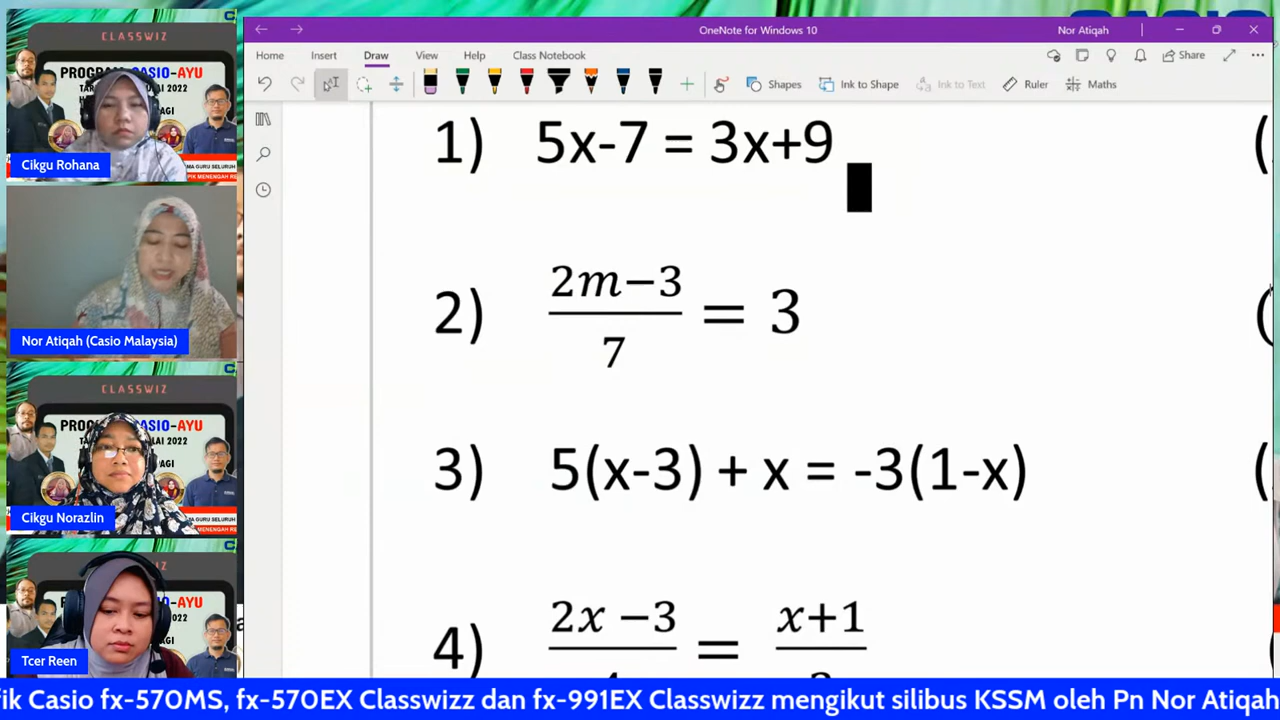 CLASSWIZ
PROGRAM CASIO-AYU
Cikgu Rohana
Nor Atiqah (Casio Malaysia)
CLASSWIZ
2022
Cikgu Norazlin
Tcer Reen
OneNote for Windows 10
Nor Atiqah
Home Insert Draw View Help Class Notebook
Share
Shapes Ink to Shape Ink to Text Ruler Maths
1) 5x-7 = 3x+9 (
2) (2m−3)/7 = 3 (
3) 5(x-3) + x = -3(1-x) (
4) 2x −3 = x+1
fik Casio fx-570MS, fx-570EX Classwizz dan fx-991EX Classwizz mengikut silibus KSSM oleh Pn Nor Atiqah